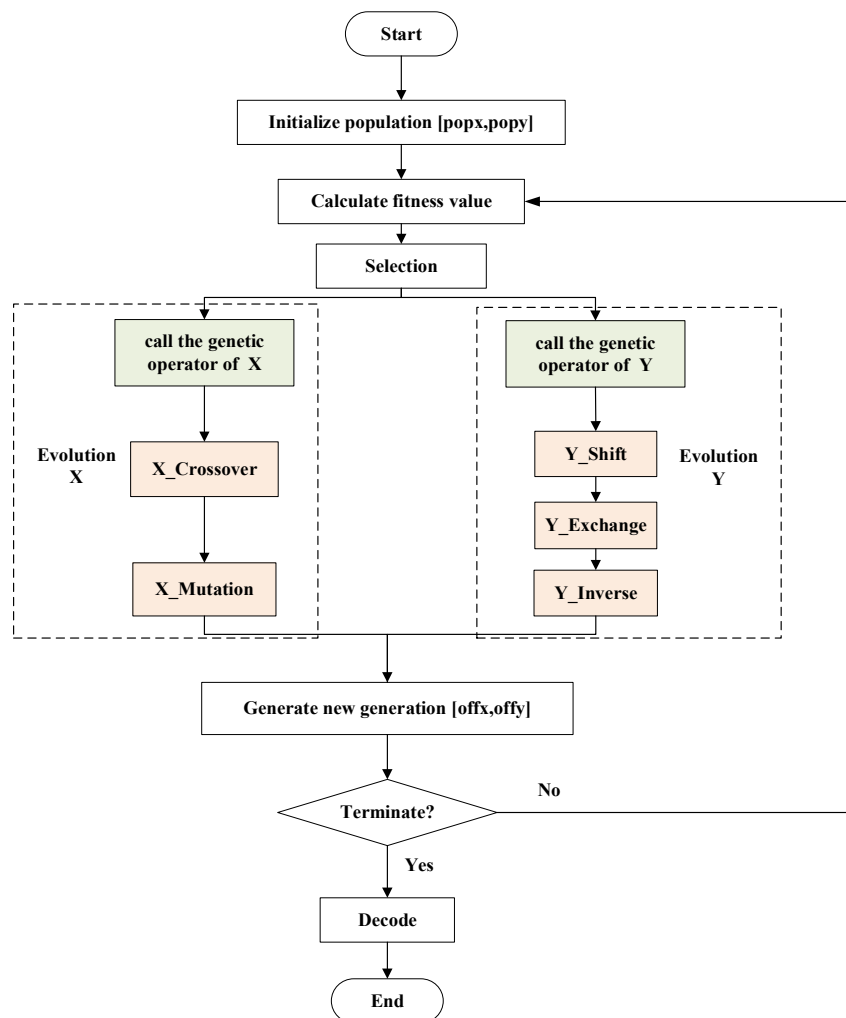 Start
Initialize population [popx,popy]
Calculate fitness value
Selection
call the genetic
operator of X
call the genetic
operator of Y
Evolution
X
X_Crossover
X_Mutation
Y_Shift
Y_Exchange
Y_Inverse
Evolution
Y
Generate new generation [offx,offy]
Terminate?
No
Yes
Decode
End